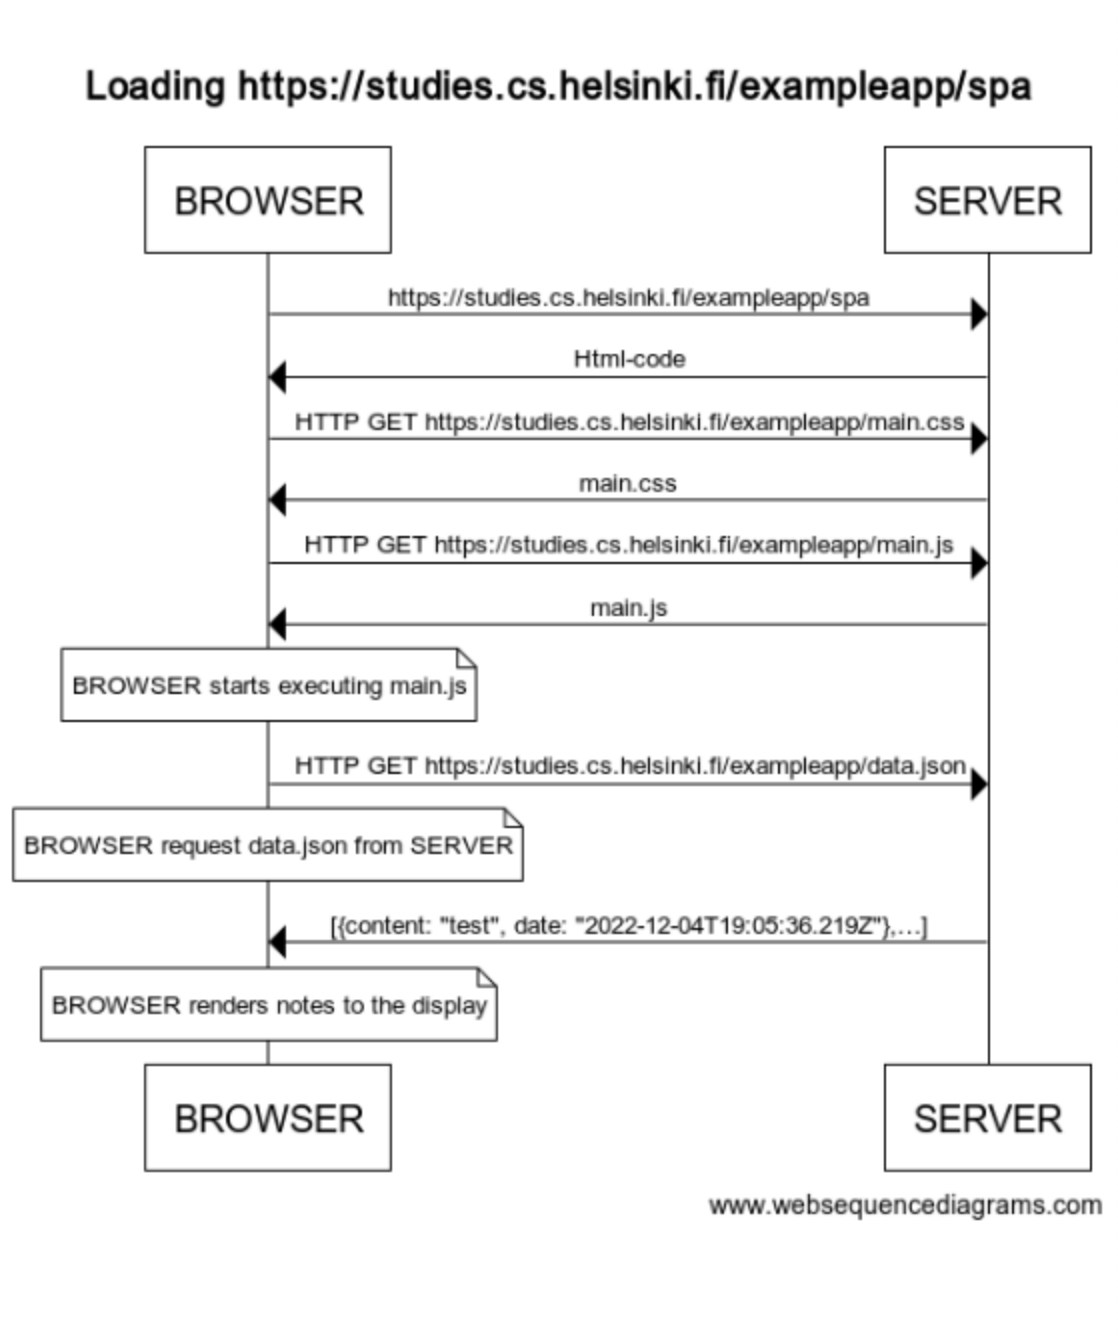 Loading https://studies.cs.helsinki.fi/exampleapp/spa
BROWSER
SERVER
https://studies.cs.helsinki.fi/exampleapp/spa
Html-code
HTTP GET https://studies.cs.helsinki.fi/exampleapp/main.css
main.css
HTTP GET https://studies.cs.helsinki.fi/exampleapp/main.js
main.js
BROWSER starts executing main.js
HTTP GET https://studies.cs.helsinki.fi/exampleapp/data.json
BROWSER request data.json from SERVER
[{content: "test", date: "2022-12-04T19:05:36.219Z"},...]
BROWSER renders notes to the display
BROWSER
SERVER
www.websequencediagrams.com